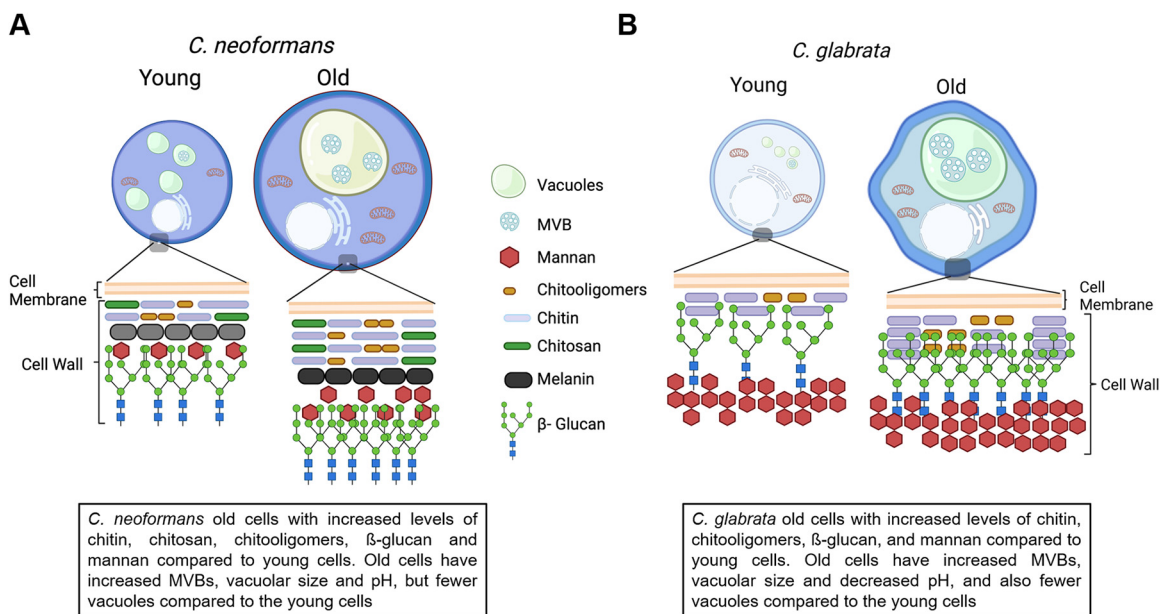 A
C. neoformans
Young
Old
Cell
Membrane
Cell Wall
Vacuoles
MVB
Mannan
Chitooligomers
Chitin
Chitosan
Melanin
β- Glucan
C. neoformans old cells with increased levels of
chitin, chitosan, chitooligomers, ß-glucan and
mannan compared to young cells. Old cells have
increased MVBs, vacuolar size and pH, but fewer
vacuoles compared to the young cells
B
C. glabrata
Young
Old
Cell
Membrane
Cell Wall
C. glabrata old cells with increased levels of chitin,
chitooligomers, ß-glucan, and mannan compared to
young cells. Old cells have increased MVBs,
vacuolar size and decreased pH, and also fewer
vacuoles compared to the young cells